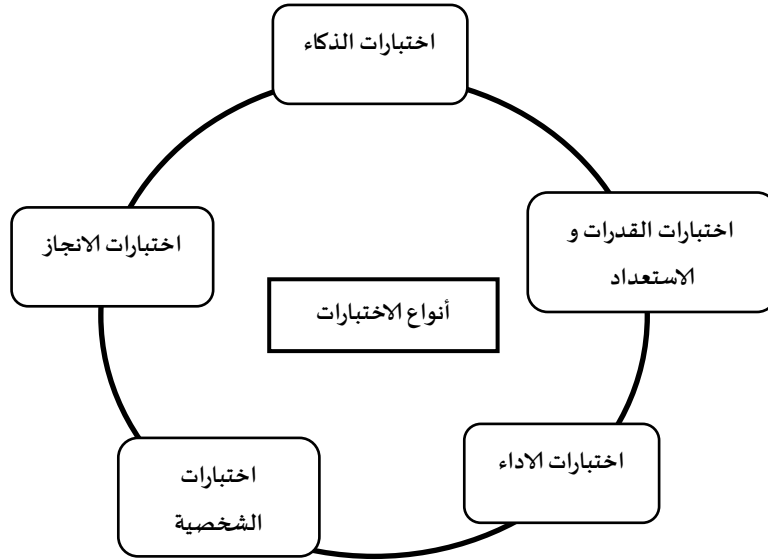 اختبارات الذكاء
اختبارات القدرات و
الاستعداد
اختبارات الانجاز
أنواع الاختبارات
اختبارات الاداء
اختبارات
الشخصية